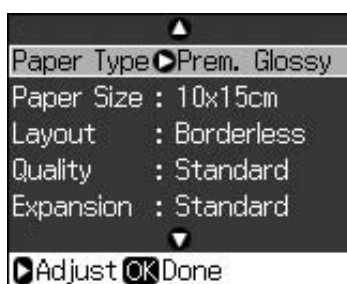 Paper Type Prem. Glossy
Paper Size : 10x15cm
Layout : Borderless
Quality : Standard
Expansion : Standard
Adjust OK Done